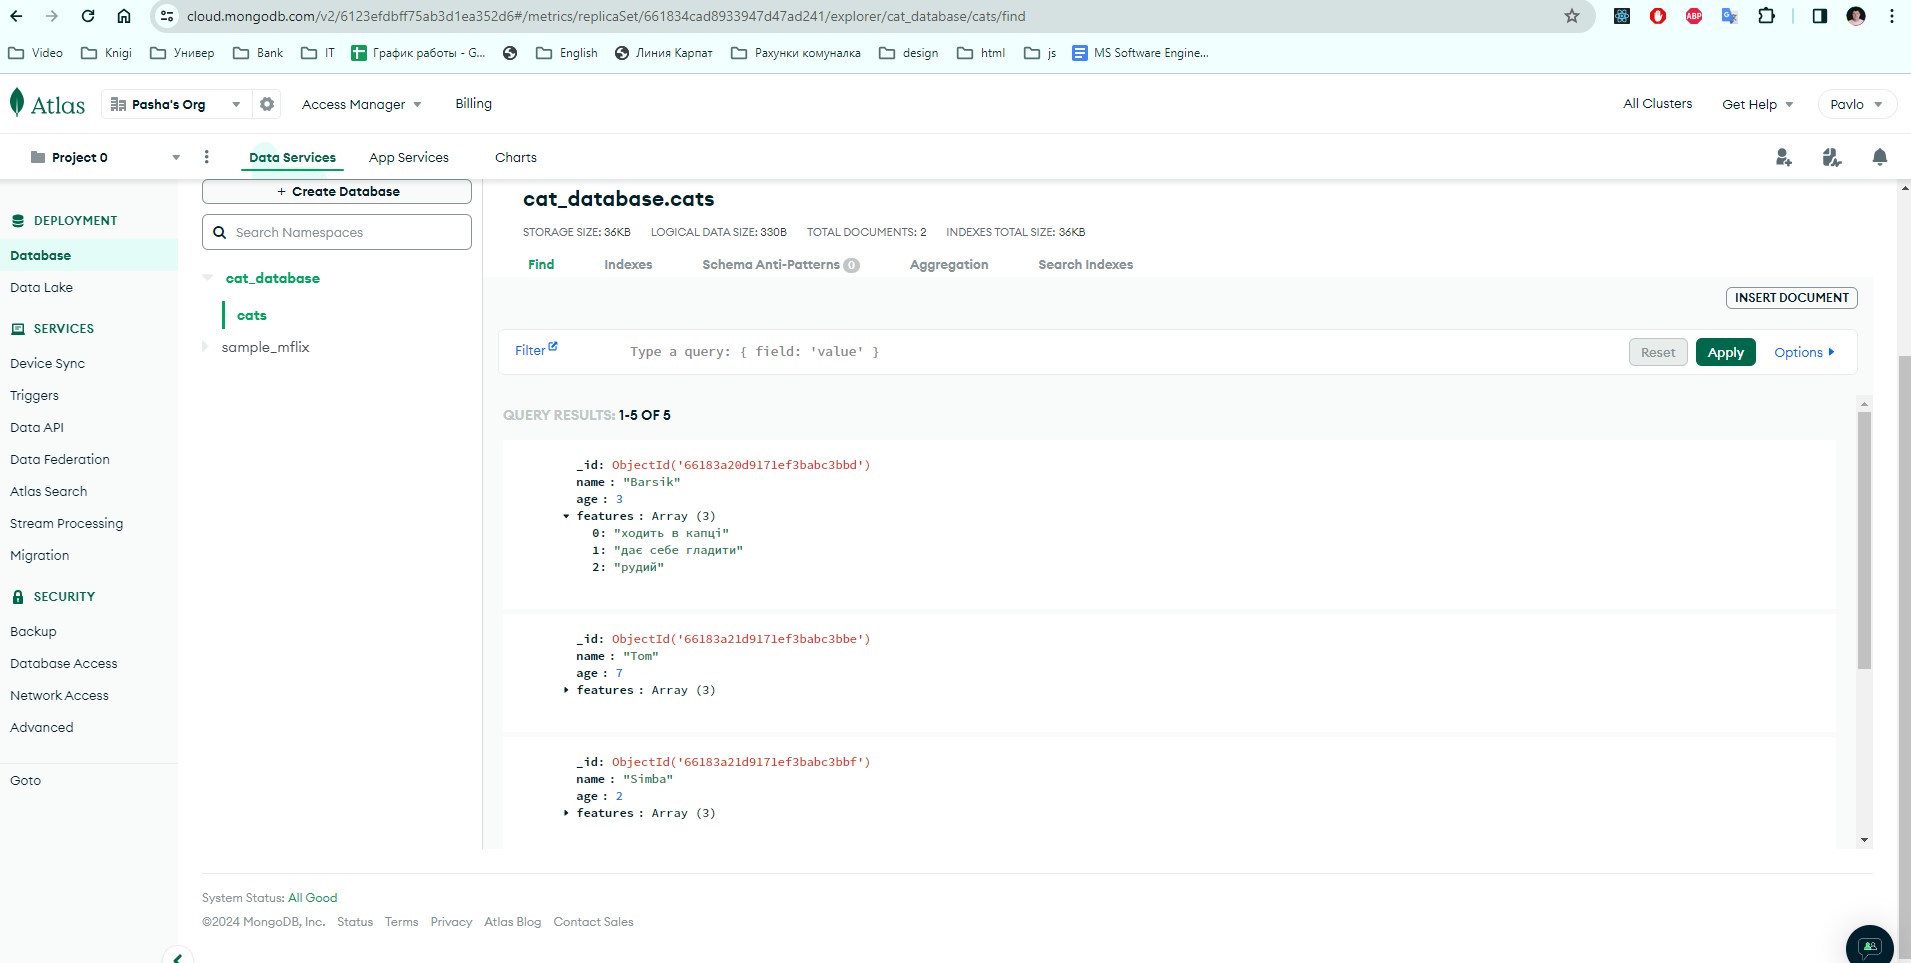 cloud.mongodb.com/v2/6123efdbff75ab3d1ea352d6#/metrics/replicaSet/661834cad8933947d47ad241/explorer/cat_database/cats/find
ABP
Video Knigi Универ Bank IT График работы - G... English Линия Карпат Рахунки комуналка design html js MS Software Engine...
Atlas Pasha's Org Access Manager Billing All Clusters Get Help Pavlo
Project 0 Data Services App Services Charts
+ Create Database
Search Namespaces
cat_database
cats
sample_mflix
DEPLOYMENT
Database
Data Lake
SERVICES
Device Sync
Triggers
Data API
Data Federation
Atlas Search
Stream Processing
Migration
SECURITY
Backup
Database Access
Network Access
Advanced
Goto
cat_database.cats
STORAGE SIZE: 36KB LOGICAL DATA SIZE: 330B TOTAL DOCUMENTS: 2 INDEXES TOTAL SIZE: 36KB
Find Indexes Schema Anti-Patterns 0 Aggregation Search Indexes
INSERT DOCUMENT
Filter Type a query: { field: 'value' } Reset Apply Options
QUERY RESULTS: 1-5 OF 5
_id: ObjectId('66183a20d9171ef3babc3bbd')
name : "Barsik"
age : 3
features : Array (3)
0: "ходить в капці"
1: "дає себе гладити"
2: "рудий"
_id: ObjectId('66183a21d9171ef3babc3bbe')
name : "Tom"
age : 7
features : Array (3)
_id: ObjectId('66183a21d9171ef3babc3bbf')
name : "Simba"
age : 2
features : Array (3)
System Status: All Good
©2024 MongoDB, Inc. Status Terms Privacy Atlas Blog Contact Sales